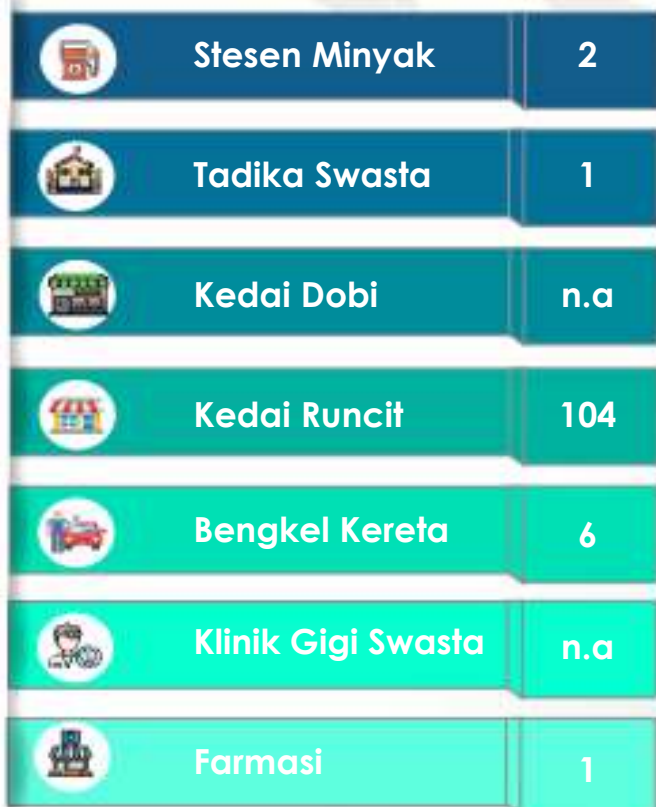 Stesen Minyak 2
Tadika Swasta 1
Kedai Dobi n.a
Kedai Runcit 104
Bengkel Kereta 6
Klinik Gigi Swasta n.a
Farmasi 1